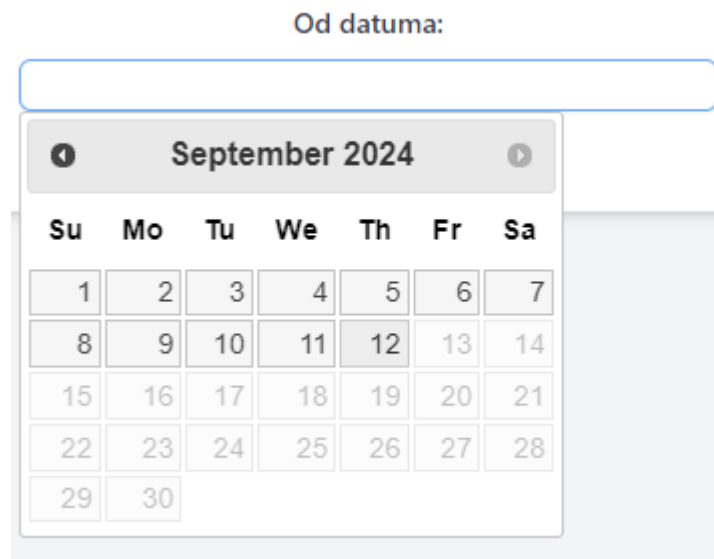 Od datuma:
September 2024
Su Mo Tu We Th Fr Sa
1 2 3 4 5 6 7
8 9 10 11 12 13 14
15 16 17 18 19 20 21
22 23 24 25 26 27 28
29 30